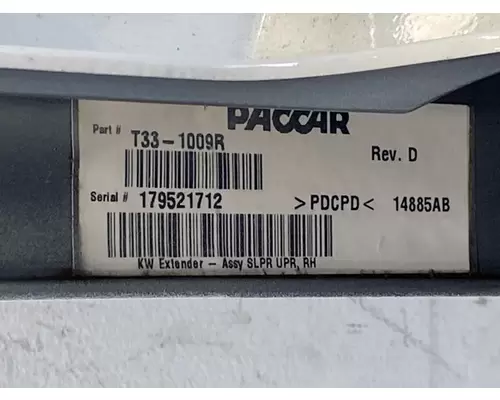 PACCAR
Part # T33-1009R
Rev. D
Serial # 179521712 >PDCPD< 14885AB
KW Extender - Assy SLPR UPR, RH